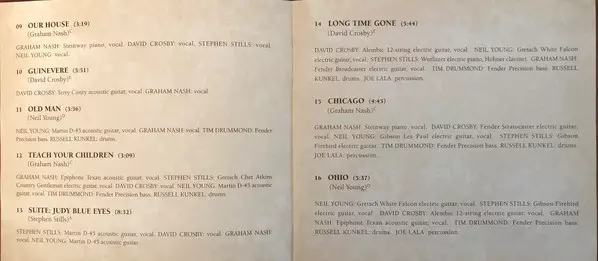 09 OUR HOUSE (3:19)
(Graham Nash)C
GRAHAM NASH: Steinway piano, vocal. DAVID CROSBY: vocal. STEPHEN STILLS: vocal.
NEIL YOUNG: vocal.
10 GUINEVERE (5:51)
(David Crosby)C
DAVID CROSBY: Terry Couty acoustic guitar, vocal. GRAHAM NASH: vocal.
11 OLD MAN (3:36)
(Neil Young)C
NEIL YOUNG: Martin D-45 acoustic guitar, vocal. GRAHAM NASH: vocal. TIM DRUMMOND: Fender
Precision bass. RUSSELL KUNKEL: drums.
12 TEACH YOUR CHILDREN (3:09)
(Graham Nash)
GRAHAM NASH: Epiphone Texan acoustic guitar, vocal. STEPHEN STILLS: Gretsch Chet Atkins
Country Gentleman electric guitar, vocal. DAVID CROSBY: vocal. NEIL YOUNG: Martin D-45 acoustic
guitar, vocal. TIM DRUMMOND: Fender Precision bass. RUSSELL KUNKEL: drums.
13 SUITE: JUDY BLUE EYES (8:32)
(Stephen Stills)
STEPHEN STILLS: Martin D-45 acoustic guitar, vocal. DAVID CROSBY: vocal. GRAHAM NASH:
vocal. NEIL YOUNG: Martin D-45 acoustic guitar.
14 LONG TIME GONE (5:44)
(David Crosby)
DAVID CROSBY: Alembic 12-string electric guitar, vocal. NEIL YOUNG: Gretsch White Falcon
electric guitar, vocal. STEPHEN STILLS: Wurlitzer electric piano, Hohner clarinet. GRAHAM NASH:
Fender Broadcaster electric guitar, vocal. TIM DRUMMOND: Fender Precision bass. RUSSELL
KUNKEL: drums. JOE LALA: percussion.
15 CHICAGO (4:43)
(Graham Nash)
GRAHAM NASH: Steinway piano, vocal. DAVID CROSBY: Fender Stratocaster electric guitar,
vocal. NEIL YOUNG: Gibson Les Paul electric guitar, vocal. STEPHEN STILLS: Gibson
Firebird electric guitar. TIM DRUMMOND: Fender Precision bass. RUSSELL KUNKEL: drums.
JOE LALA: percussion.
16 OHIO (5:37)
(Neil Young)
NEIL YOUNG: Gretsch White Falcon electric guitar, vocal. STEPHEN STILLS: Gibson Firebird
electric guitar, vocal. DAVID CROSBY: Alembic 12-string electric guitar, vocal. GRAHAM
NASH: Epiphone Texan acoustic guitar, vocal. TIM DRUMMOND: Fender Precision bass.
RUSSELL KUNKEL: drums. JOE LALA: percussion.